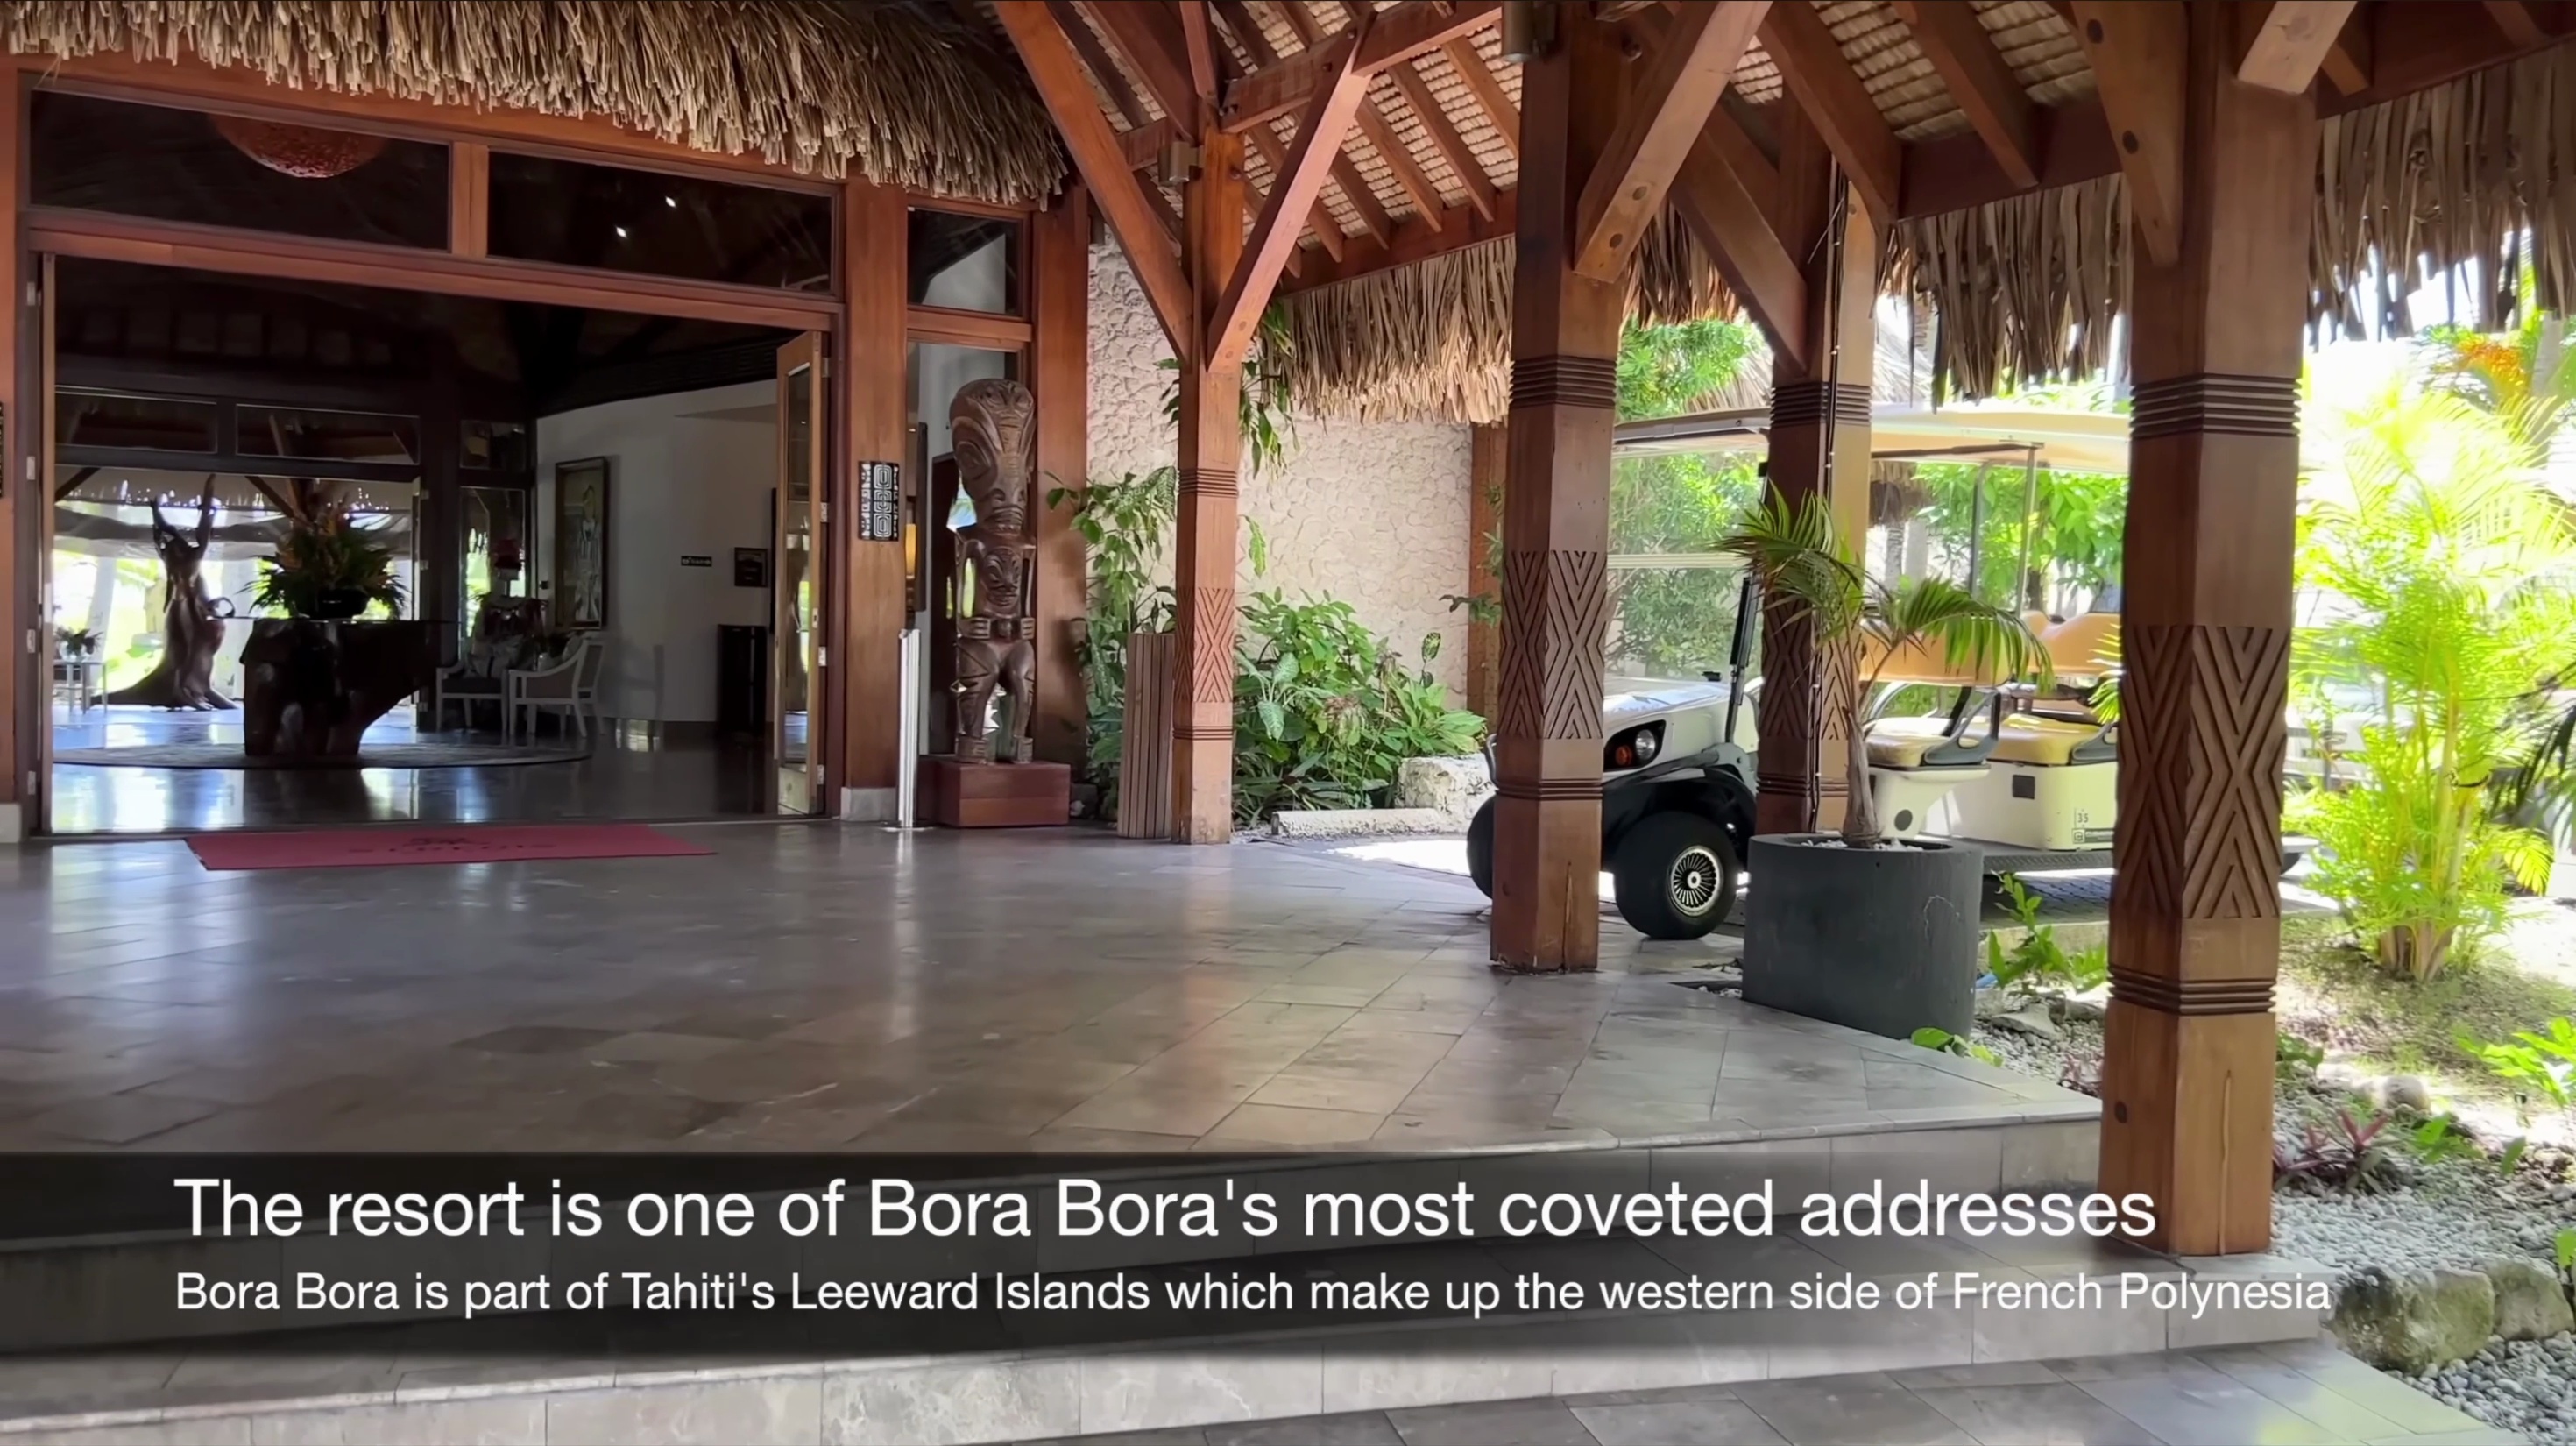 35
The resort is one of Bora Bora's most coveted addresses
Bora Bora is part of Tahiti's Leeward Islands which make up the western side of French Polynesia